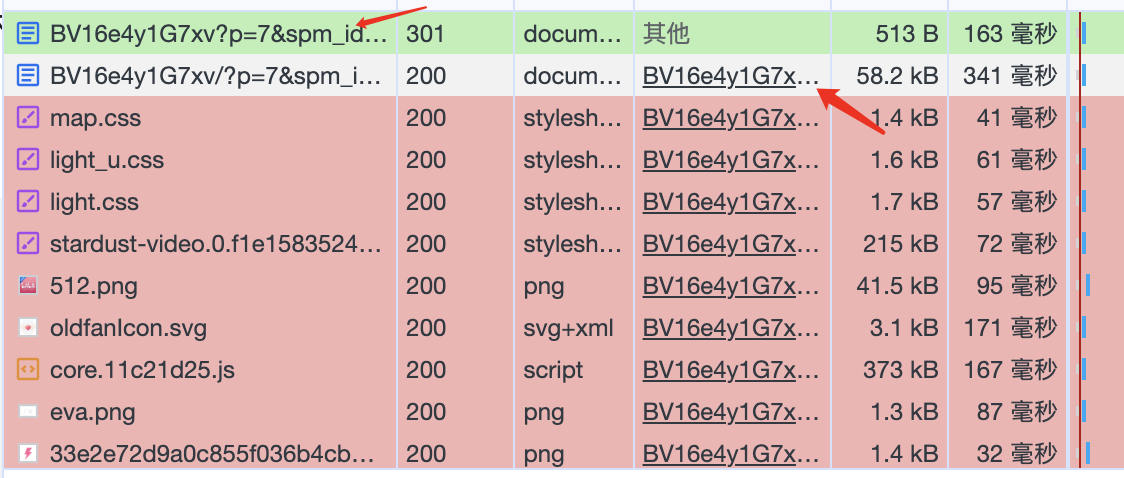 BV16e4y1G7xv?p=7&spm_id... 301 docum... 其他 513 B 163 毫秒
BV16e4y1G7xv/?p=7&spm_i... 200 docum... BV16e4y1G7x... 58.2 kB 341 毫秒
map.css 200 stylesh... BV16e4y1G7x... 1.4 kB 41 毫秒
light_u.css 200 stylesh... BV16e4y1G7x... 1.6 kB 61 毫秒
light.css 200 stylesh... BV16e4y1G7x... 1.7 kB 57 毫秒
stardust-video.0.f1e1583524... 200 stylesh... BV16e4y1G7x... 215 kB 72 毫秒
512.png 200 png BV16e4y1G7x... 41.5 kB 95 毫秒
oldfanIcon.svg 200 svg+xml BV16e4y1G7x... 3.1 kB 171 毫秒
core.11c21d25.js 200 script BV16e4y1G7x... 373 kB 167 毫秒
eva.png 200 png BV16e4y1G7x... 1.3 kB 87 毫秒
33e2e72d9a0c855f036b4cb... 200 png BV16e4y1G7x... 1.4 kB 32 毫秒